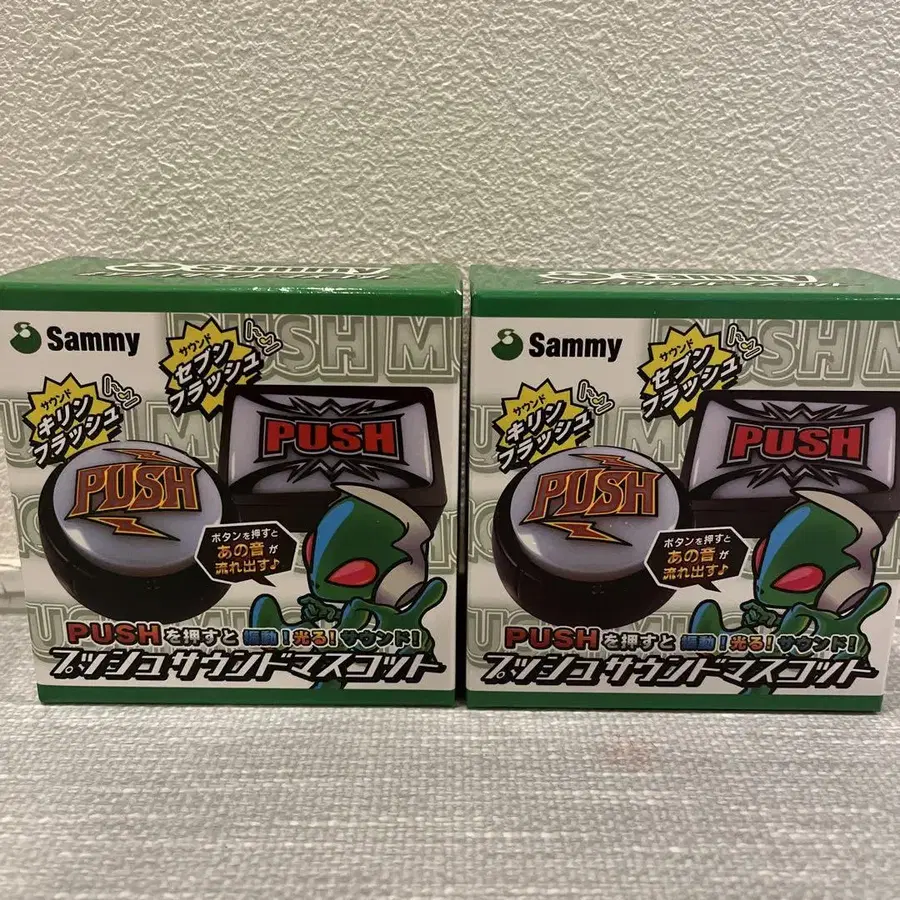 Sammy
サウンド
セブン
フラッシュ
サウンド
キリン
フラッシュ
PUSH
PUSH
ボタンを押すと
あの音が
流れ出す♪
PUSHを押すと振動!光る!サウンド!
プッシュサウンドマスコット
Sammy
サウンド
セブン
フラッシュ
サウンド
キリン
フラッシュ
PUSH
PUSH
ボタンを押すと
あの音が
流れ出す♪
PUSHを押すと振動!光る!サウンド!
プッシュサウンドマスコット